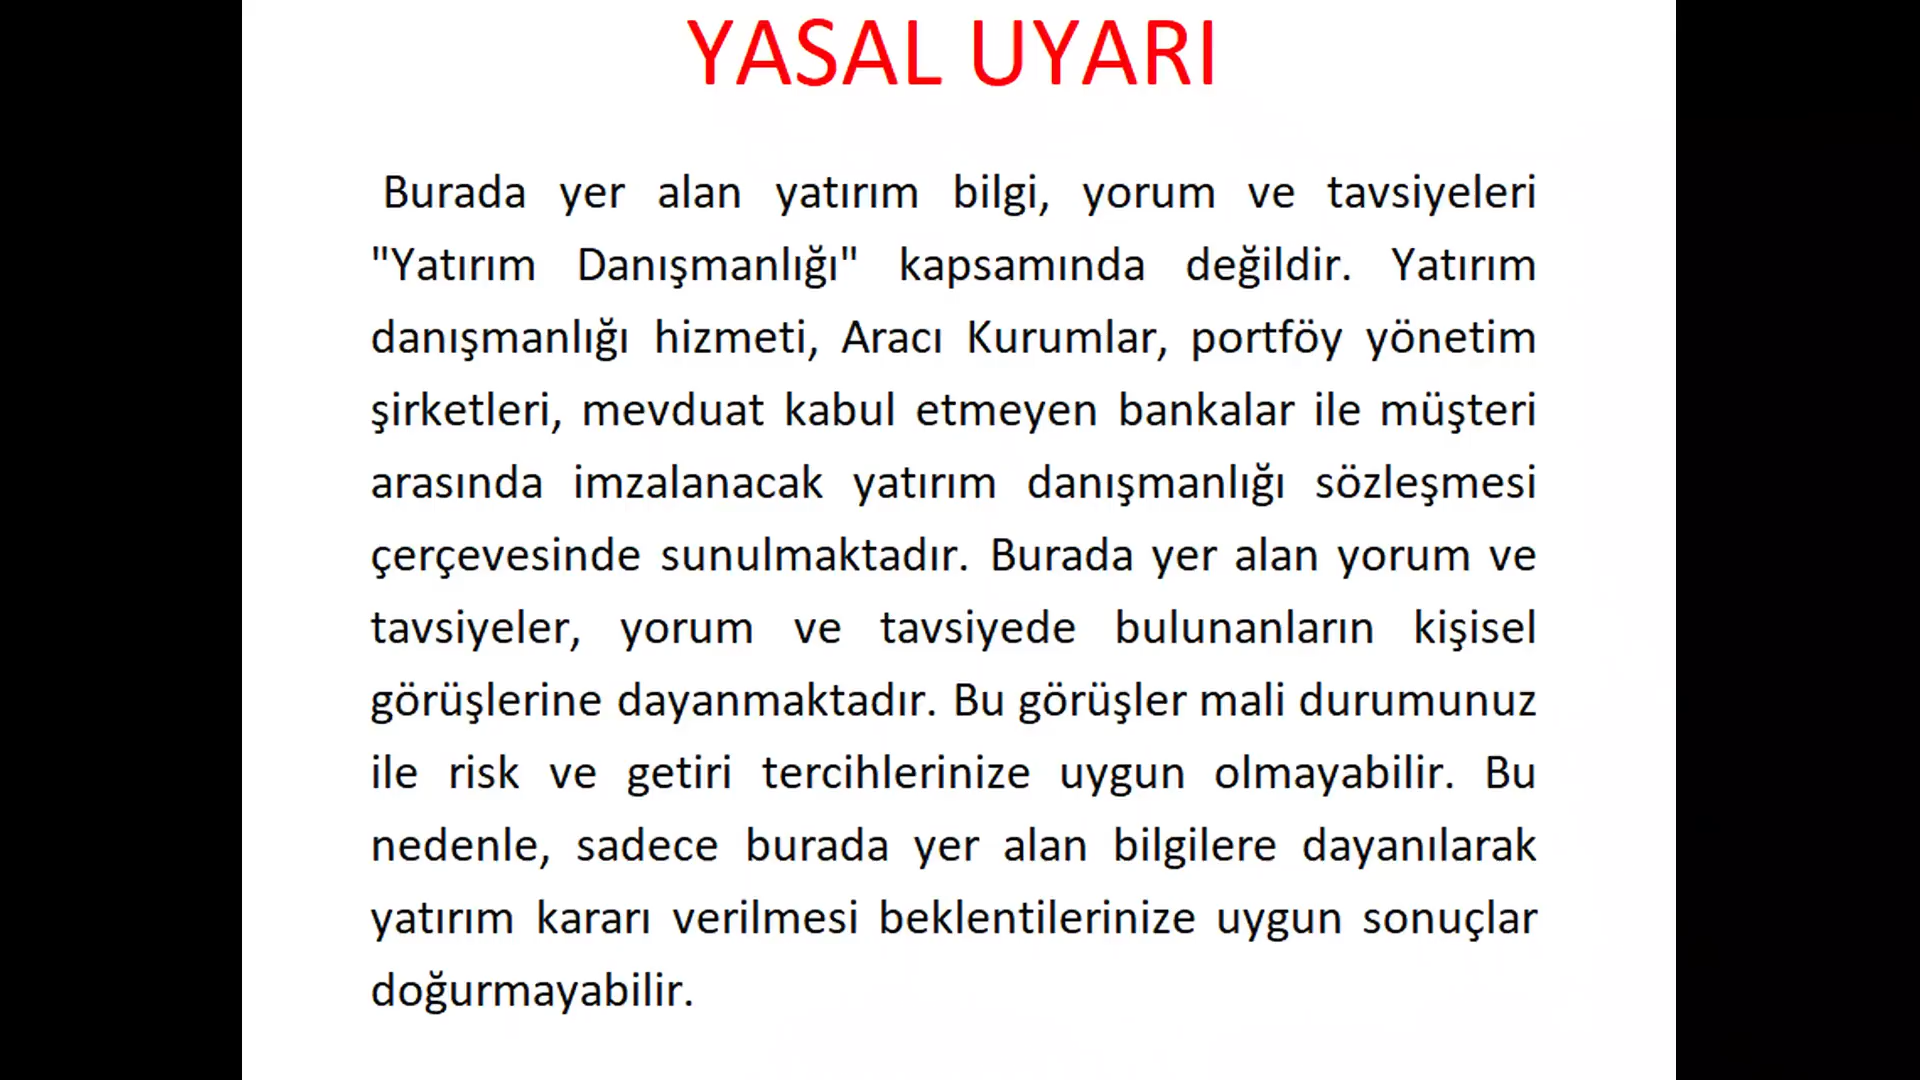 YASAL UYARI
Burada yer alan yatırım bilgi, yorum ve tavsiyeleri
"Yatırım Danışmanlığı" kapsamında değildir. Yatırım
danışmanlığı hizmeti, Aracı Kurumlar, portföy yönetim
şirketleri, mevduat kabul etmeyen bankalar ile müşteri
arasında imzalanacak yatırım danışmanlığı sözleşmesi
çerçevesinde sunulmaktadır. Burada yer alan yorum ve
tavsiyeler, yorum ve tavsiyede bulunanların kişisel
görüşlerine dayanmaktadır. Bu görüşler mali durumunuz
ile risk ve getiri tercihlerinize uygun olmayabilir. Bu
nedenle, sadece burada yer alan bilgilere dayanılarak
yatırım kararı verilmesi beklentilerinize uygun sonuçlar
doğurmayabilir.